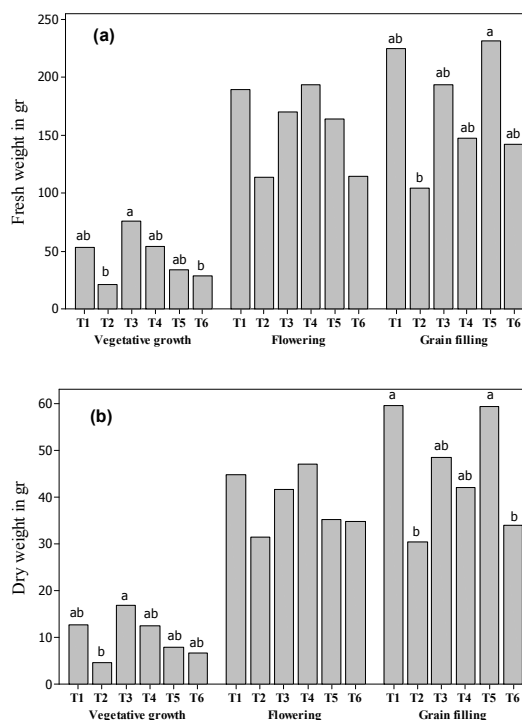 (a)
Fresh weight in gr
250
200
150
100
50
0
ab b a ab ab b
ab b ab ab a ab
T1 T2 T3 T4 T5 T6 T1 T2 T3 T4 T5 T6 T1 T2 T3 T4 T5 T6
Vegetative growth Flowering Grain filling
(b)
Dry weight in gr
60
50
40
30
20
10
0
ab b a ab ab ab
a b ab ab a b
T1 T2 T3 T4 T5 T6 T1 T2 T3 T4 T5 T6 T1 T2 T3 T4 T5 T6
Vegetative growth Flowering Grain filling